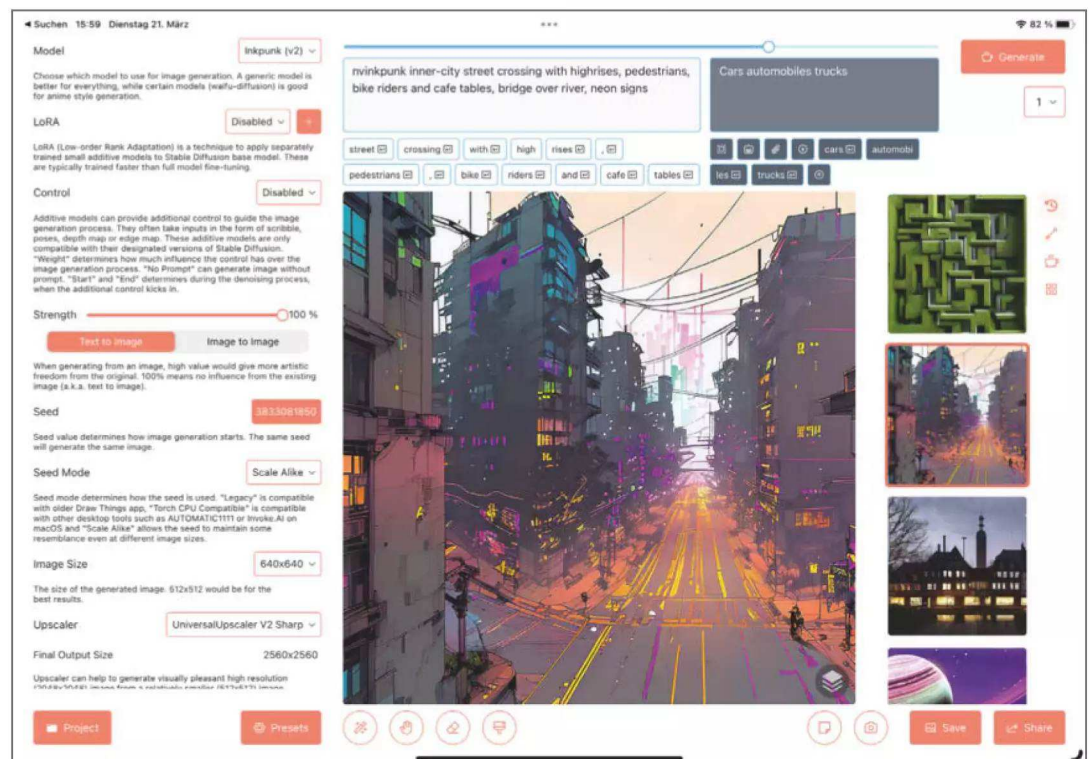 ◀ Suchen 15:59 Dienstag 21. März
82 %
Model
Inkpunk (v2)
Choose which model to use for image generation. A generic model is
better for everything, while certain models (waifu-diffusion) is good
for anime style generation.
LoRA
Disabled
+
LoRA (Low-order Rank Adaptation) is a technique to apply separately
trained small additive models to Stable Diffusion base model. These
are typically trained faster than full model fine-tuning.
Control
Disabled
Additive models can provide additional control to guide the image
generation process. They often take inputs in the form of scribble,
poses, depth map or edge map. These additive models are only
compatible with their designated versions of Stable Diffusion.
"Weight" determines how much influence the control has over the
image generation process. "No Prompt" can generate image without
prompt. "Start" and "End" determines during the denoising process,
when the additional control kicks in.
Strength
100 %
Text to Image
Image to Image
When generating from an image, high value would give more artistic
freedom from the original. 100% means no influence from the existing
image (a.k.a. text to image).
Seed
3833081850
Seed value determines how image generation starts. The same seed
will generate the same image.
Seed Mode
Scale Alike
Seed mode determines how the seed is used. "Legacy" is compatible
with older Draw Things app, "Torch CPU Compatible" is compatible
with other desktop tools such as AUTOMATIC1111 or Invoke.AI on
macOS and "Scale Alike" allows the seed to maintain some
resemblance even at different image sizes.
Image Size
640x640
The size of the generated image. 512x512 would be for the
best results.
Upscaler
UniversalUpscaler V2 Sharp
Final Output Size
2560x2560
Upscaler can help to generate visually pleasant high resolution
(2048x2048) image from a relatively smaller (512x512) image
Project
Presets
nvinkpunk inner-city street crossing with highrises, pedestrians,
bike riders and cafe tables, bridge over river, neon signs
Cars automobiles trucks
street crossing with high rises ,
pedestrians , bike riders and cafe tables
cars automobi
les trucks
Generate
1
Save
Share